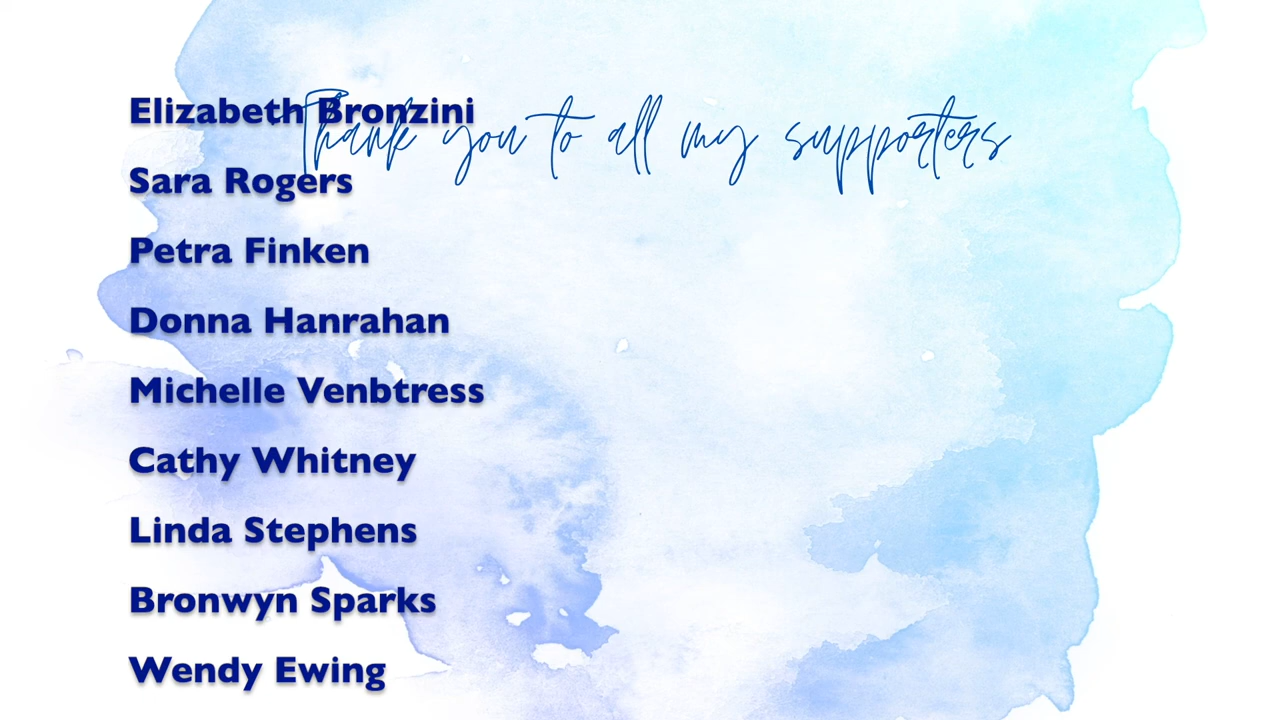 Thank you to all my supporters
Elizabeth Bronzini
Sara Rogers
Petra Finken
Donna Hanrahan
Michelle Venbtress
Cathy Whitney
Linda Stephens
Bronwyn Sparks
Wendy Ewing